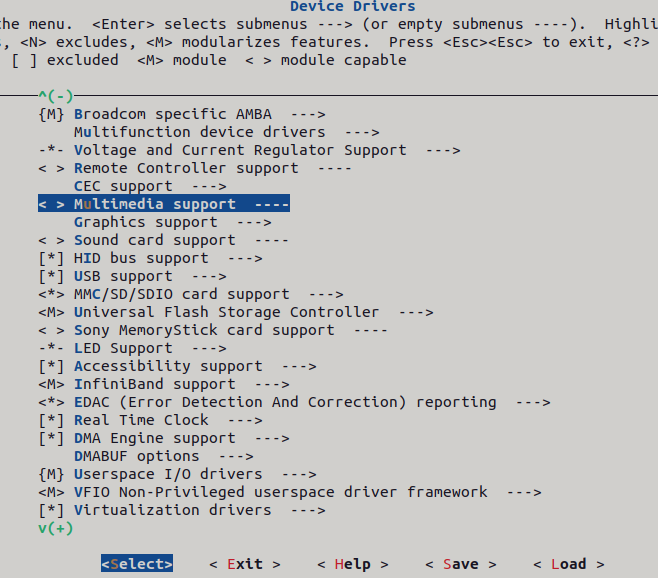 Device Drivers
he menu.  <Enter> selects submenus ---> (or empty submenus ----).  Highli
, <N> excludes, <M> modularizes features.  Press <Esc><Esc> to exit, <?>
[ ] excluded  <M> module  < > module capable
^(-)
{M} Broadcom specific AMBA  --->
Multifunction device drivers  --->
-*- Voltage and Current Regulator Support  --->
< > Remote Controller support  ----
CEC support  --->
< > Multimedia support  ----
Graphics support  --->
< > Sound card support  ----
[*] HID bus support  --->
[*] USB support  --->
<*> MMC/SD/SDIO card support  --->
<M> Universal Flash Storage Controller  --->
< > Sony MemoryStick card support  ----
-*- LED Support  --->
[*] Accessibility support  --->
<M> InfiniBand support  --->
<*> EDAC (Error Detection And Correction) reporting  --->
[*] Real Time Clock  --->
[*] DMA Engine support  --->
DMABUF options  --->
{M} Userspace I/O drivers  --->
<M> VFIO Non-Privileged userspace driver framework  --->
[*] Virtualization drivers  --->
v(+)
<Select>    < Exit >    < Help >    < Save >    < Load >